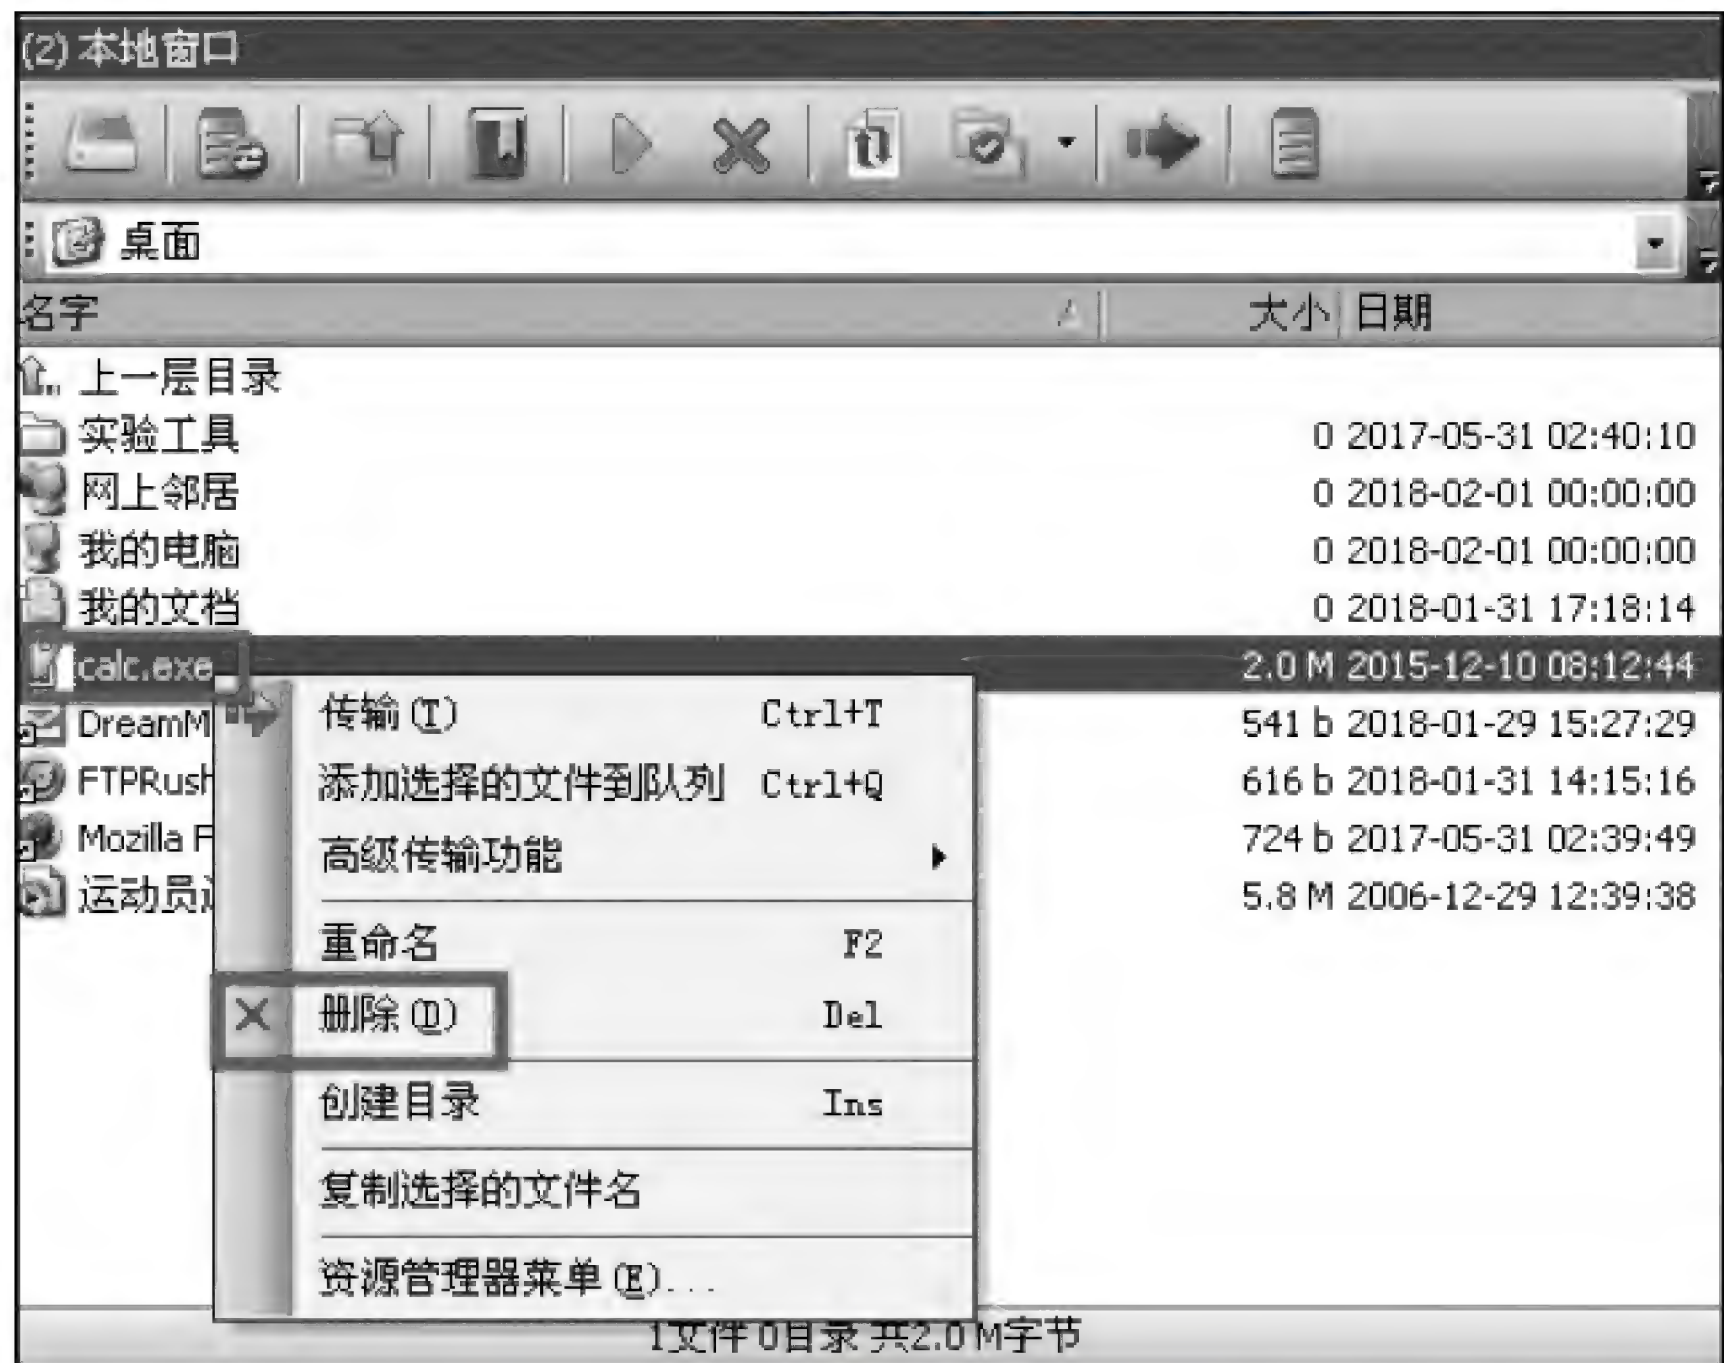 (2) 本地窗口
桌面
名字 大小 日期
上一层目录
实验工具 0 2017-05-31 02:40:10
网上邻居 0 2018-02-01 00:00:00
我的电脑 0 2018-02-01 00:00:00
我的文档 0 2018-01-31 17:18:14
calc.exe 2.0 M 2015-12-10 08:12:44
DreamM 541 b 2018-01-29 15:27:29
FTPRush 616 b 2018-01-31 14:15:16
Mozilla F 724 b 2017-05-31 02:39:49
运动员 5.8 M 2006-12-29 12:39:38
传输(T) Ctrl+T
添加选择的文件到队列 Ctrl+Q
高级传输功能
重命名 F2
删除(D) Del
创建目录 Ins
复制选择的文件名
资源管理器菜单(E)...
1文件 0目录 共2.0 M字节